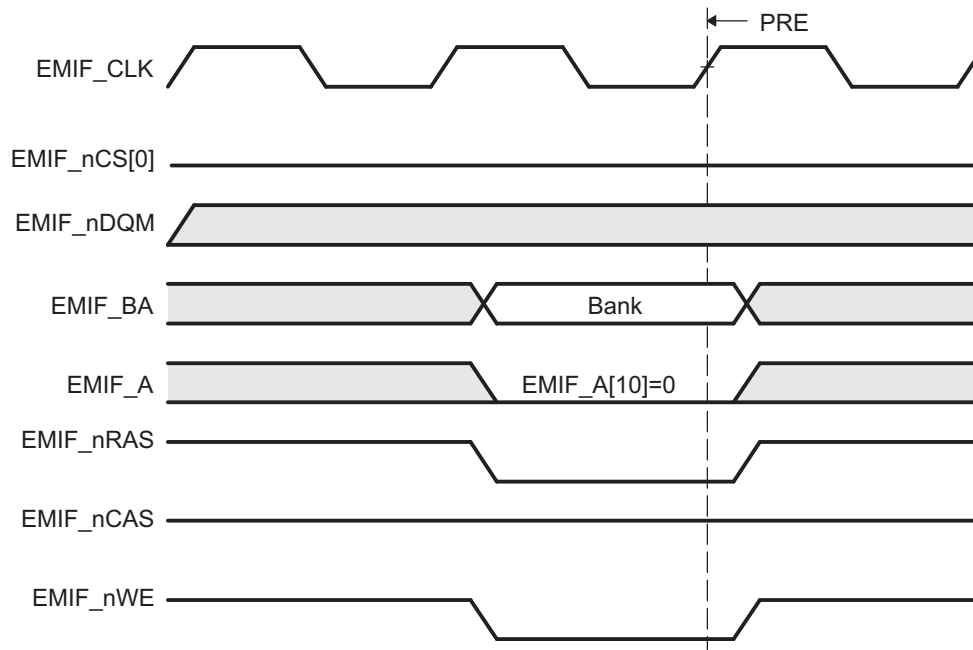 PRE
EMIF_CLK
EMIF_nCS[0]
EMIF_nDQM
EMIF_BA Bank
EMIF_A EMIF_A[10]=0
EMIF_nRAS
EMIF_nCAS
EMIF_nWE